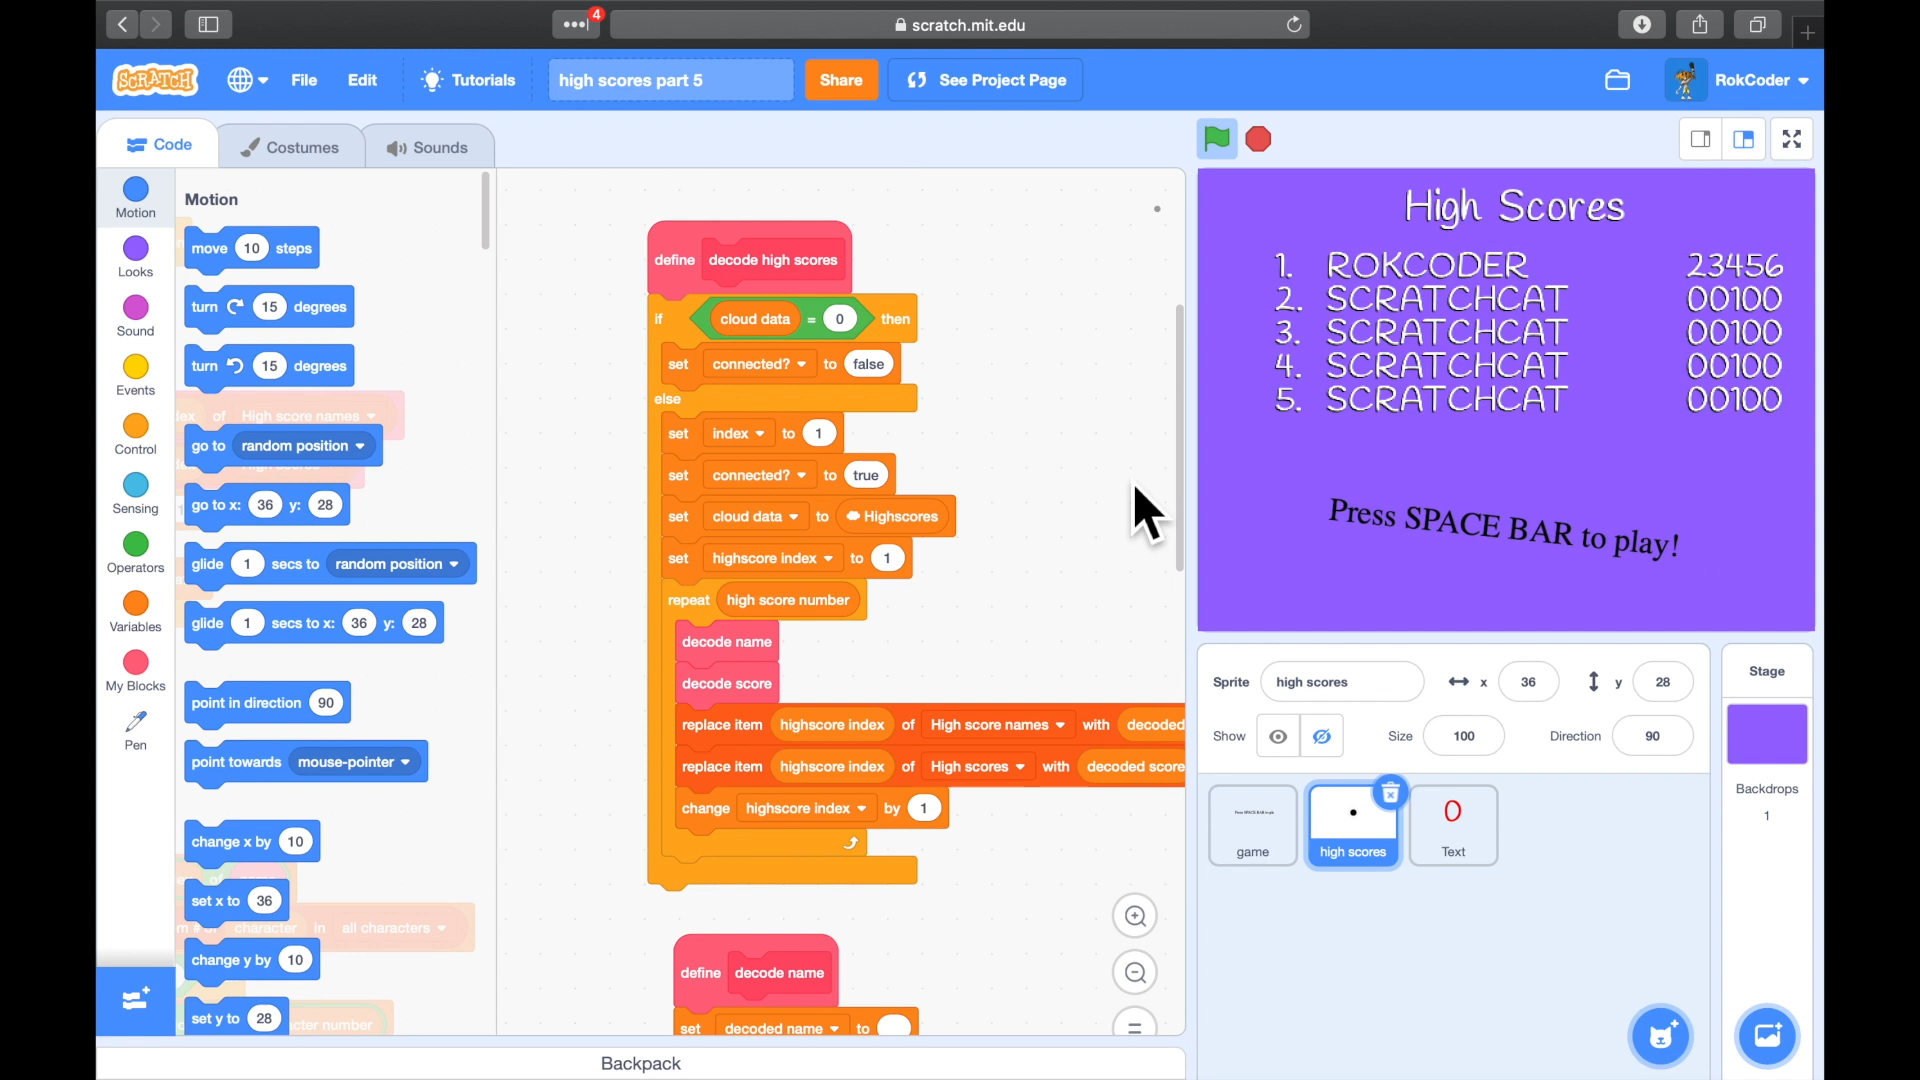 4
scratch.mit.edu
SCRATCH
File
Edit
Tutorials
high scores part 5
Share
See Project Page
RokCoder
Code
Costumes
Sounds
Motion
Looks
Sound
Events
Control
Sensing
Operators
Variables
My Blocks
Pen
Motion
move 10 steps
turn 15 degrees
turn 15 degrees
of High score names
go to random position
go to x: 36 y: 28
glide 1 secs to random position
glide 1 secs to x: 36 y: 28
point in direction 90
point towards mouse-pointer
change x by 10
set x to 36
character in all characters
change y by 10
set y to 28
define decode high scores
if cloud data = 0 then
set connected? to false
else
set index to 1
set connected? to true
set cloud data to Highscores
set highscore index to 1
repeat high score number
decode name
decode score
replace item highscore index of High score names with decoded
replace item highscore index of High scores with decoded score
change highscore index by 1
define decode name
set decoded name to
Backpack
High Scores
1. ROKCODER 23456
2. SCRATCHCAT 00100
3. SCRATCHCAT 00100
4. SCRATCHCAT 00100
5. SCRATCHCAT 00100
Press SPACE BAR to play!
Sprite high scores x 36 y 28
Show Size 100 Direction 90
game
high scores
0
Text
Stage
Backdrops
1